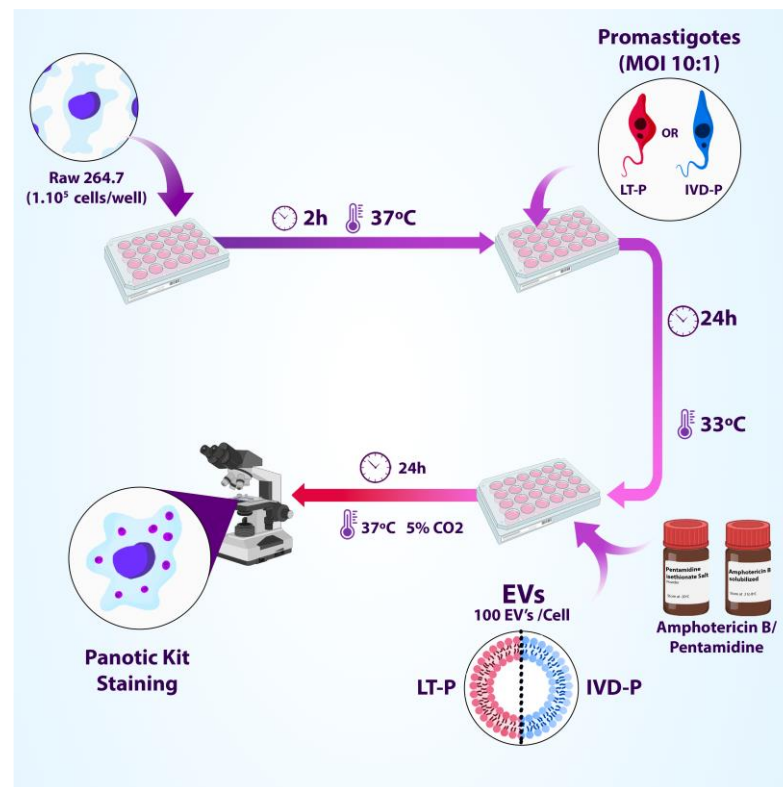 Promastigotes
(MOI 10:1)
OR
LT-P IVD-P
Raw 264.7
(1.10⁵ cells/well)
2h 37ºC
24h
33ºC
24h
37ºC 5% CO2
Panotic Kit
Staining
EVs
100 EV's /Cell
LT-P IVD-P
Pentamidine
Isethionate Salt
Amphotericin B
solubilized
Amphotericin B/
Pentamidine